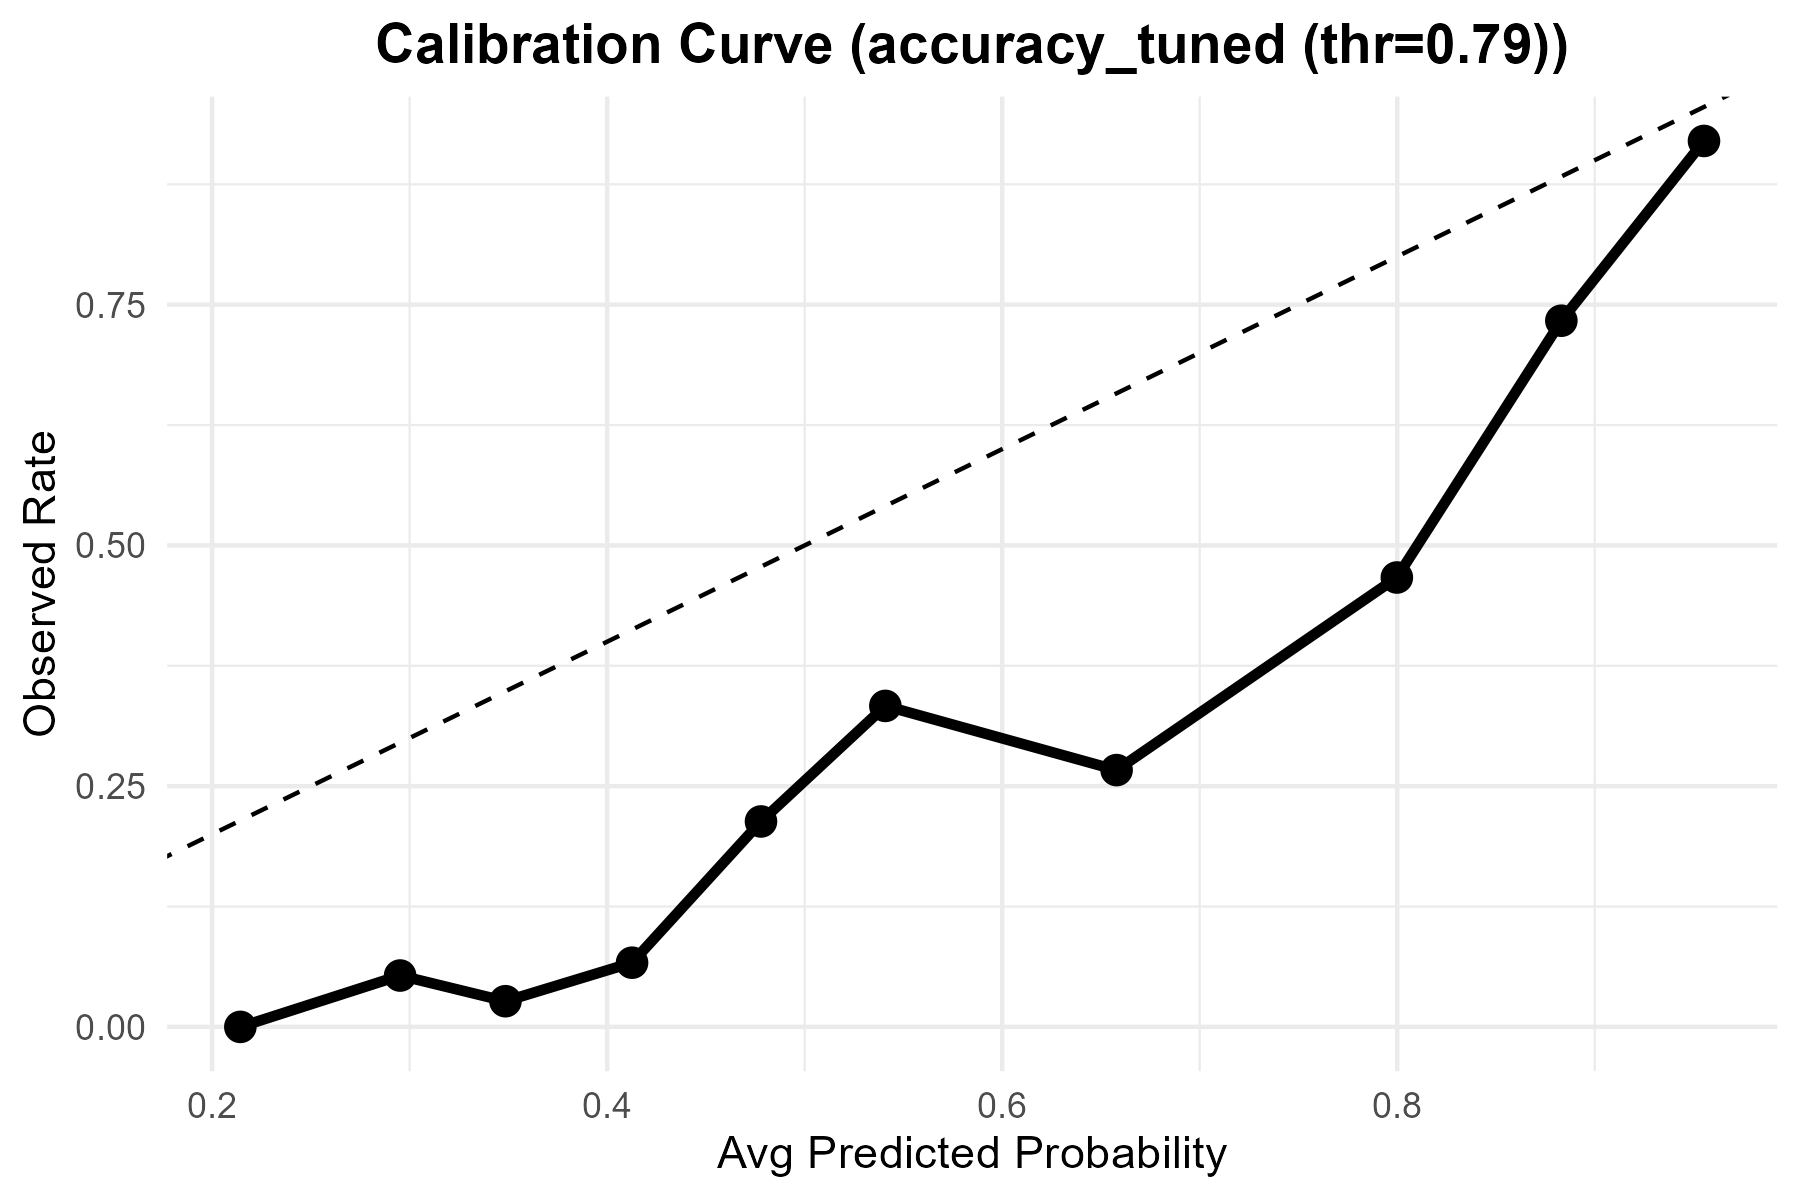 Calibration Curve (accuracy_tuned (thr=0.79))
Observed Rate
0.75
0.50
0.25
0.00
0.2 0.4 0.6 0.8
Avg Predicted Probability